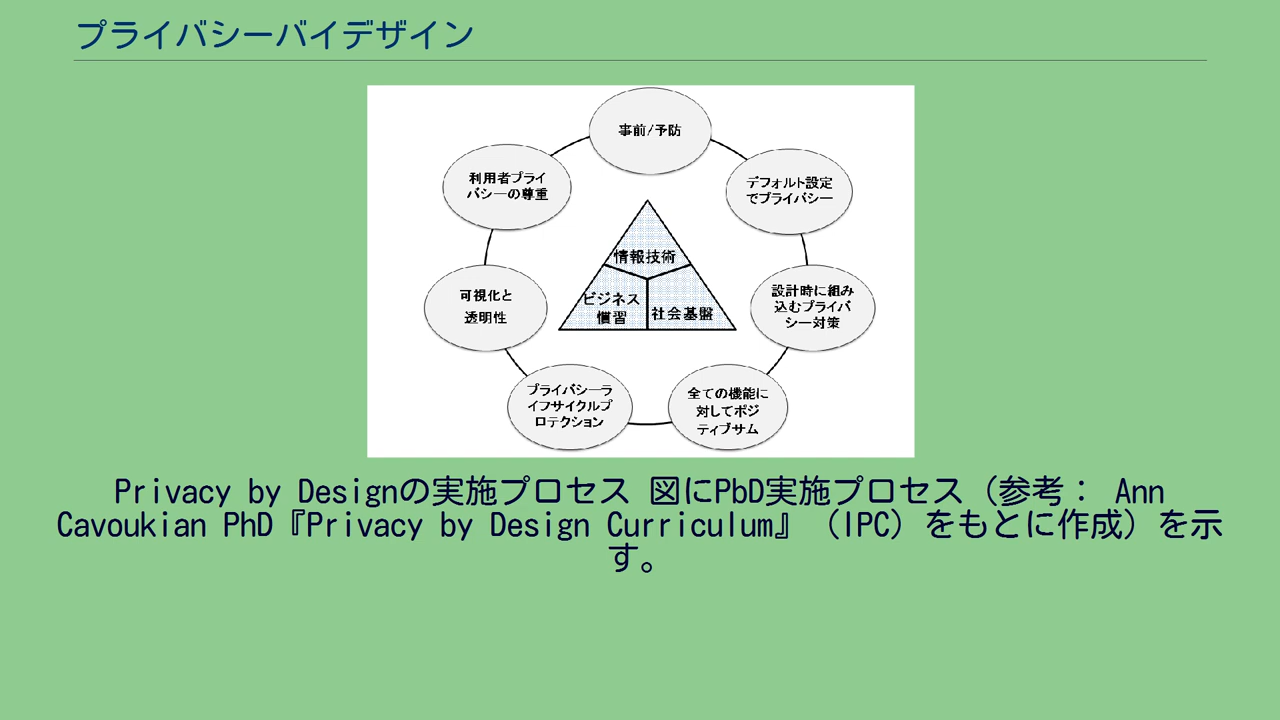 プライバシーバイデザイン
事前/予防
利用者プライ
バシーの尊重
デフォルト設定
でプライバシー
情報技術
ビジネス
慣習
社会基盤
可視化と
透明性
設計時に組み
込むプライバ
シー対策
プライバシーラ
イフサイクルプ
ロテクション
全ての機能に
対してポジ
ティブサム
Privacy by Designの実施プロセス 図にPbD実施プロセス（参考： Ann
Cavoukian PhD『Privacy by Design Curriculum』（IPC）をもとに作成）を示
す。